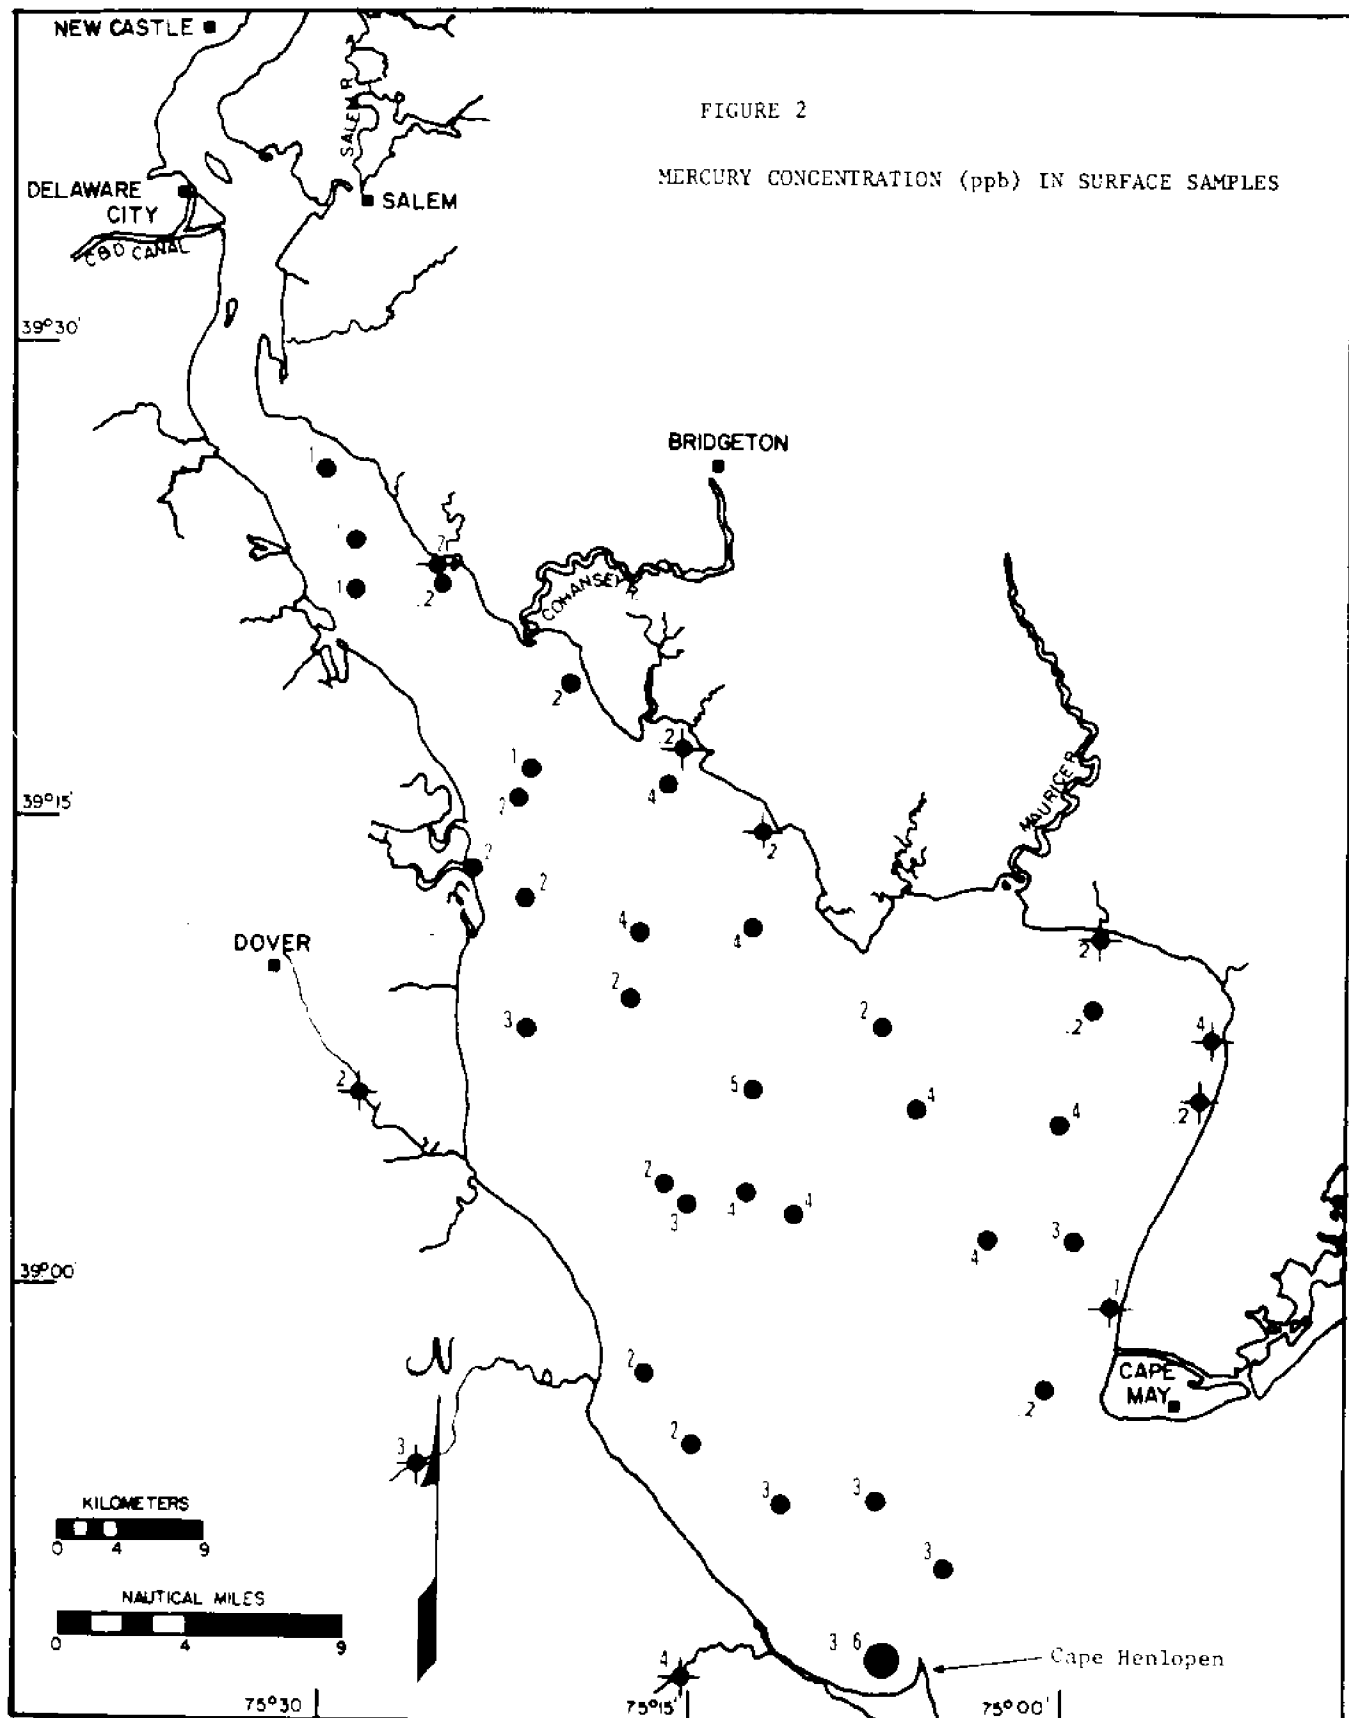 NEW CASTLE
SALEM R.
FIGURE 2
MERCURY CONCENTRATION (ppb) IN SURFACE SAMPLES
DELAWARE
CITY
SALEM
C&D CANAL
39°30'
BRIDGETON
1
2
1
.2
COHANSEY R.
2
.2
1
4
2
39°15'
MAURICE R.
.2
2
2
4
4
2
DOVER
2
3
2
.2
4
2
5
4
4
.2
2
3
4
4
4
3
39°00'
1
N
2
CAPE
MAY
.2
2
3
3
3
KILOMETERS
0 4 9
3
NAUTICAL MILES
0 4 9
3 6
4
Cape Henlopen
75°30
75°15'
75°00'